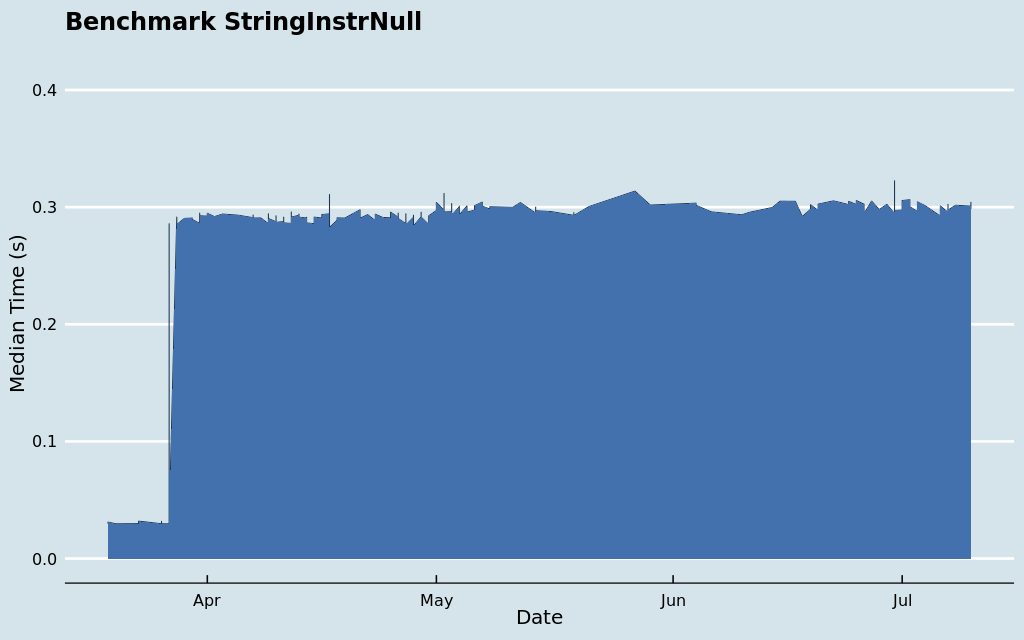 Benchmark StringInstrNull
0.4
0.3
0.2
0.1
0.0
Median Time (s)
Apr
May
Jun
Jul
Date